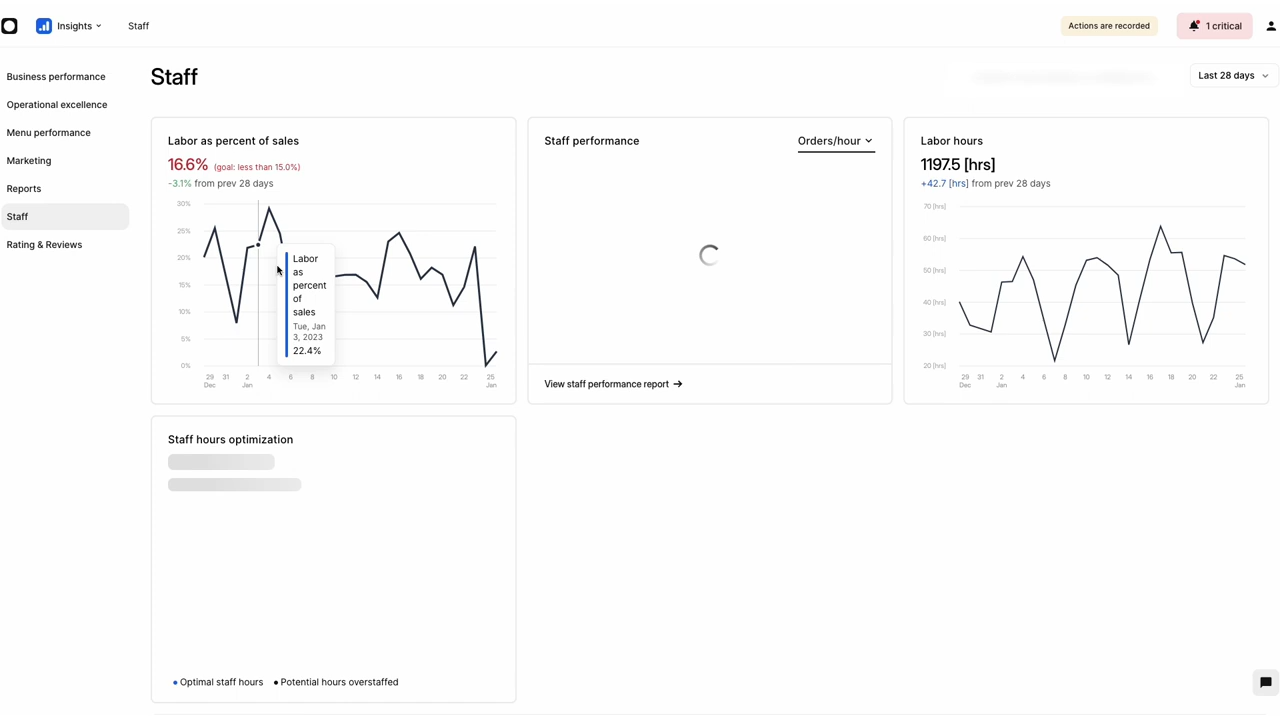 Insights
Staff
Actions are recorded
1 critical
Business performance
Operational excellence
Menu performance
Marketing
Reports
Staff
Rating & Reviews
Staff
Last 28 days
Labor as percent of sales
16.6% (goal: less than 15.0%)
-3.1% from prev 28 days
30%
25%
20%
15%
10%
5%
0%
29 31 2 4 6 8 10 12 14 16 18 20 22 25
Dec Jan Jan
Labor
as
percent
of
sales
Tue, Jan
3, 2023
22.4%
Staff performance
Orders/hour
View staff performance report
Labor hours
1197.5 [hrs]
+42.7 [hrs] from prev 28 days
70 [hrs]
60 [hrs]
50 [hrs]
40 [hrs]
30 [hrs]
20 [hrs]
29 31 2 4 6 8 10 12 14 16 18 20 22 25
Dec Jan Jan
Staff hours optimization
Optimal staff hours
Potential hours overstaffed